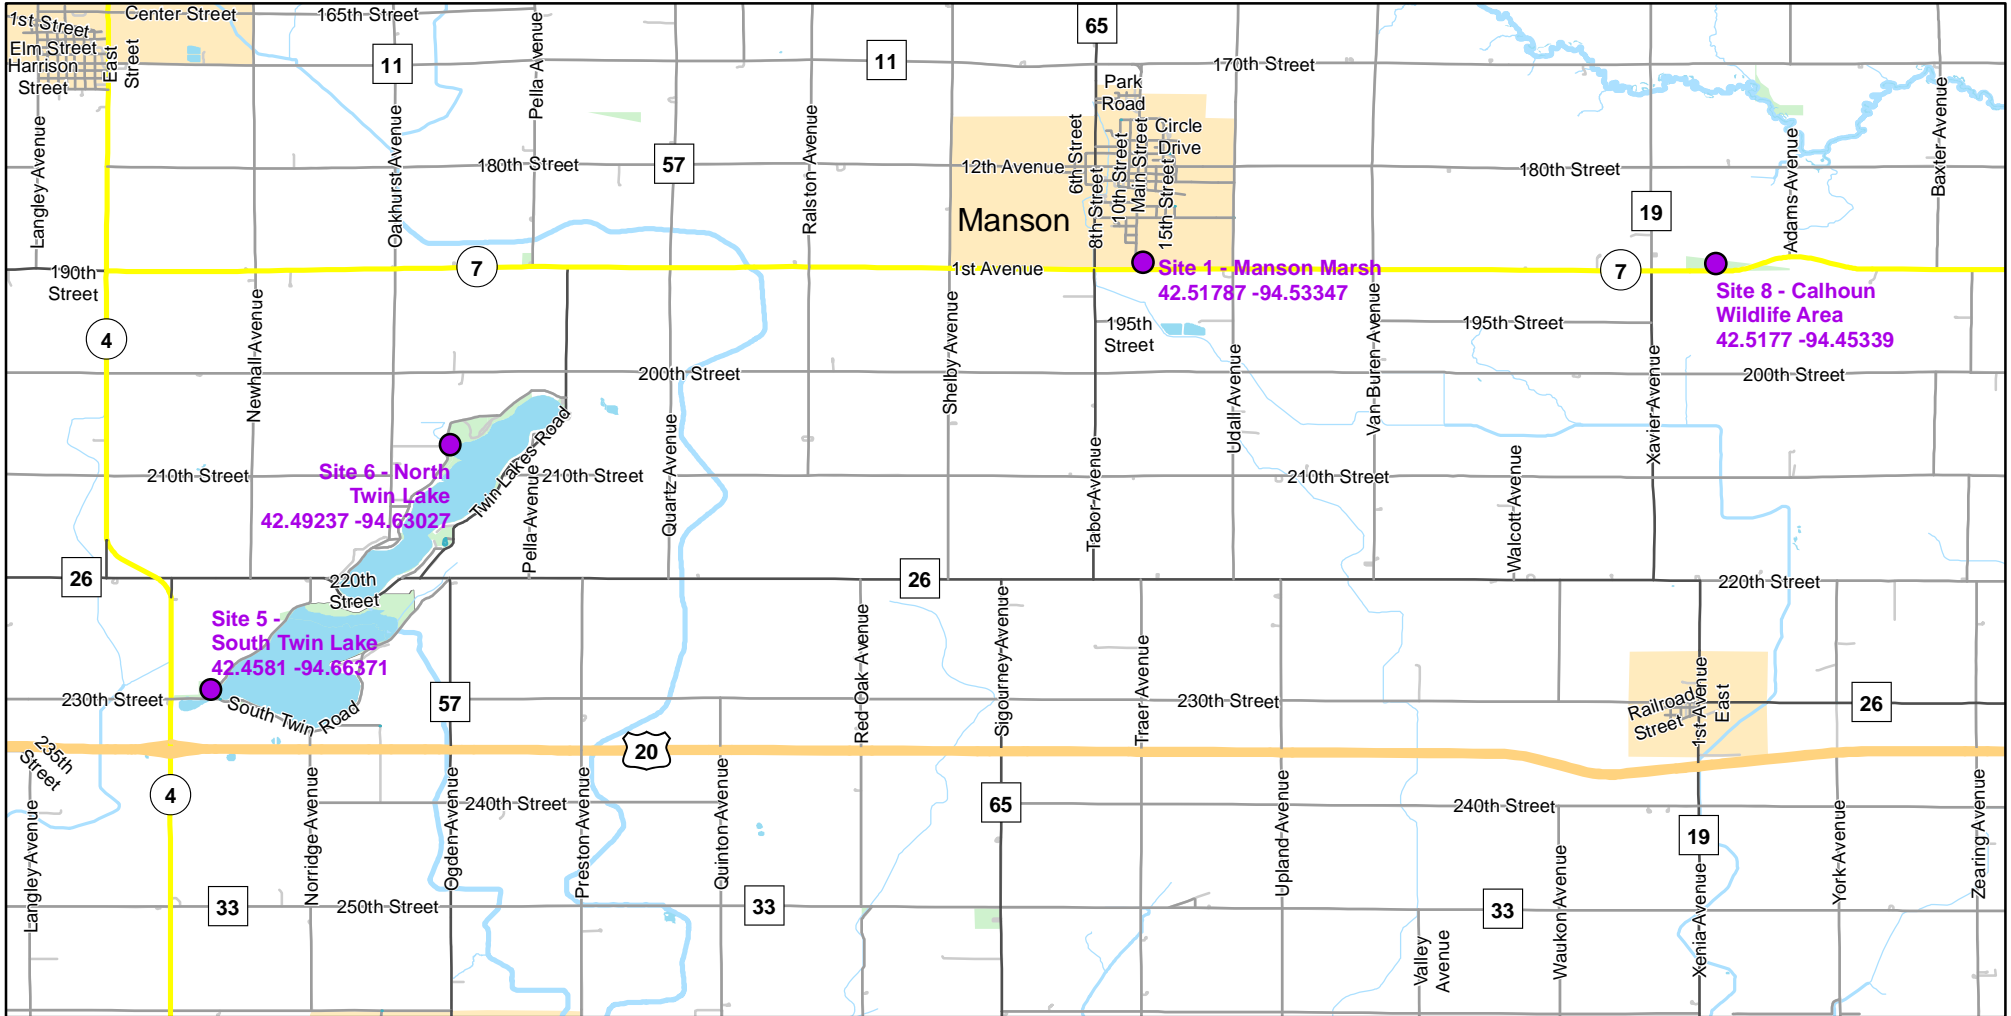 Center Street
165th Street
1st Street
Elm Street
Harrison
Street
East
Street
Langley Avenue
11
Oakhurst Avenue
Pella Avenue
11
65
170th Street
Park
Road
Circle
Drive
Baxter Avenue
Adams Avenue
180th Street
57
Ralston Avenue
12th Avenue
6th Street
8th Street
10th Street
Main Street
15th Street
180th Street
19
Manson
190th
Street
7
1st Avenue
Site 1 - Manson Marsh
42.51787 -94.53347
7
Site 8 - Calhoun
Wildlife Area
42.5177 -94.45339
4
Newhall Avenue
195th
Street
195th Street
Shelby Avenue
Udall Avenue
Van Buren Avenue
Xavier Avenue
200th Street
200th Street
Twin Lakes Road
Quartz Avenue
Tabor Avenue
Walcott Avenue
210th Street
Site 6 - North
Twin Lake
42.49237 -94.63027
Pella Avenue
210th Street
210th Street
26
220th
Street
26
220th Street
Site 5 -
South Twin Lake
42.4581 -94.66371
Red Oak Avenue
Sigourney Avenue
Traer Avenue
230th Street
South Twin Road
57
230th Street
Railroad
Street
1st Avenue
East
26
235th
Street
20
4
Langley Avenue
Norridge Avenue
Ogden Avenue
240th Street
Preston Avenue
Quinton Avenue
65
Upland Avenue
240th Street
19
Waukon Avenue
York Avenue
Zearing Avenue
33
250th Street
33
33
Valley
Avenue
Xenia Avenue